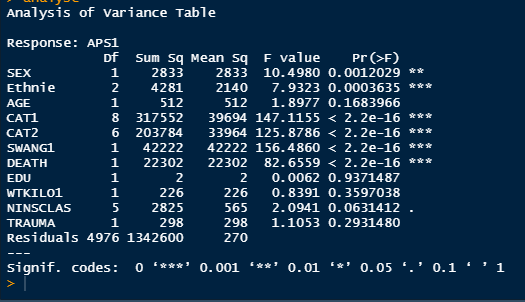 > analyse
Analysis of Variance Table
Response: APS1
Df Sum Sq Mean Sq F value Pr(>F)
SEX 1 2833 2833 10.4980 0.0012029 **
Ethnie 2 4281 2140 7.9323 0.0003635 ***
AGE 1 512 512 1.8977 0.1683966
CAT1 8 317552 39694 147.1155 < 2.2e-16 ***
CAT2 6 203784 33964 125.8786 < 2.2e-16 ***
SWANG1 1 42222 42222 156.4860 < 2.2e-16 ***
DEATH 1 22302 22302 82.6559 < 2.2e-16 ***
EDU 1 2 2 0.0062 0.9371487
WTKILO1 1 226 226 0.8391 0.3597038
NINSCLAS 5 2825 565 2.0941 0.0631412 .
TRAUMA 1 298 298 1.1053 0.2931480
Residuals 4976 1342600 270
---
Signif. codes: 0 ‘***’ 0.001 ‘**’ 0.01 ‘*’ 0.05 ‘.’ 0.1 ‘ ’ 1
>